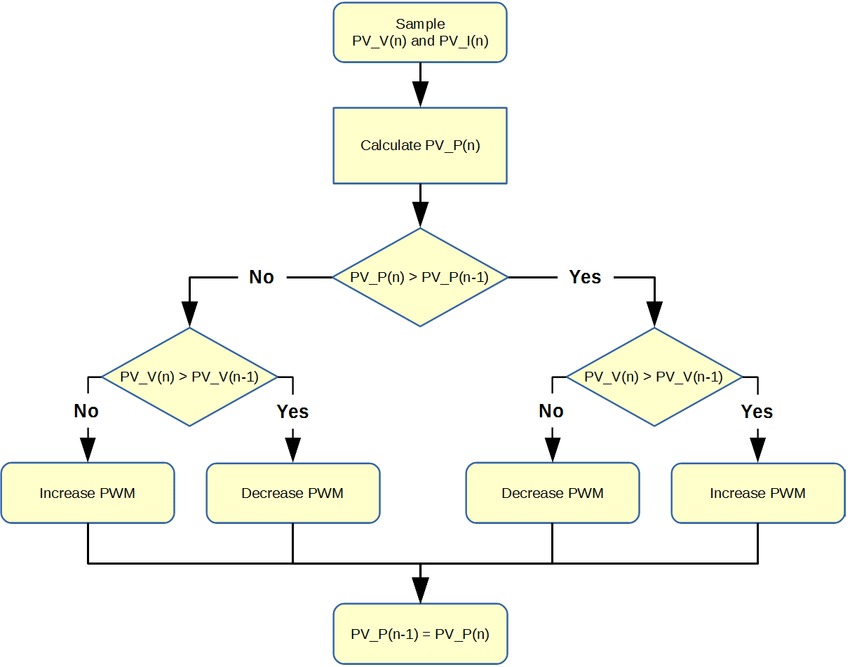 Sample
PV_V(n) and PV_I(n)
Calculate PV_P(n)
PV_P(n) > PV_P(n-1)
No
Yes
PV_V(n) > PV_V(n-1)
PV_V(n) > PV_V(n-1)
No
Yes
No
Yes
Increase PWM
Decrease PWM
Decrease PWM
Increase PWM
PV_P(n-1) = PV_P(n)